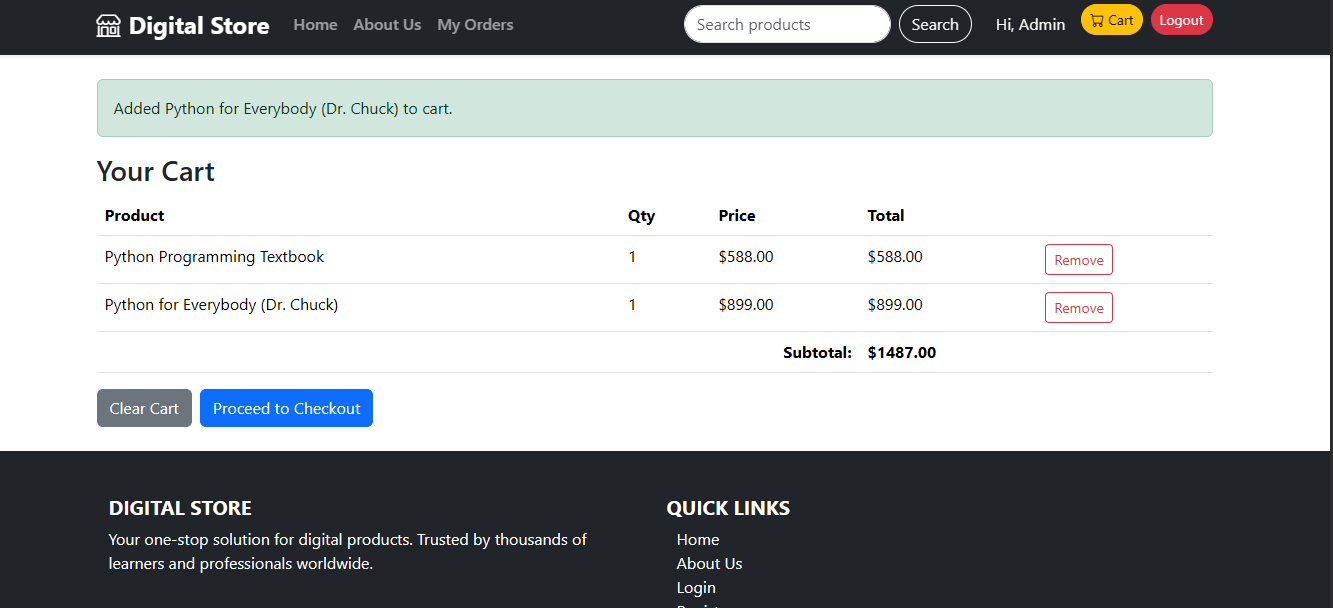 Digital Store Home About Us My Orders Search products Search Hi, Admin Cart Logout
Added Python for Everybody (Dr. Chuck) to cart.
Your Cart
Product Qty Price Total
Python Programming Textbook 1 $588.00 $588.00 Remove
Python for Everybody (Dr. Chuck) 1 $899.00 $899.00 Remove
Subtotal: $1487.00
Clear Cart Proceed to Checkout
DIGITAL STORE
Your one-stop solution for digital products. Trusted by thousands of
learners and professionals worldwide.
QUICK LINKS
Home
About Us
Login